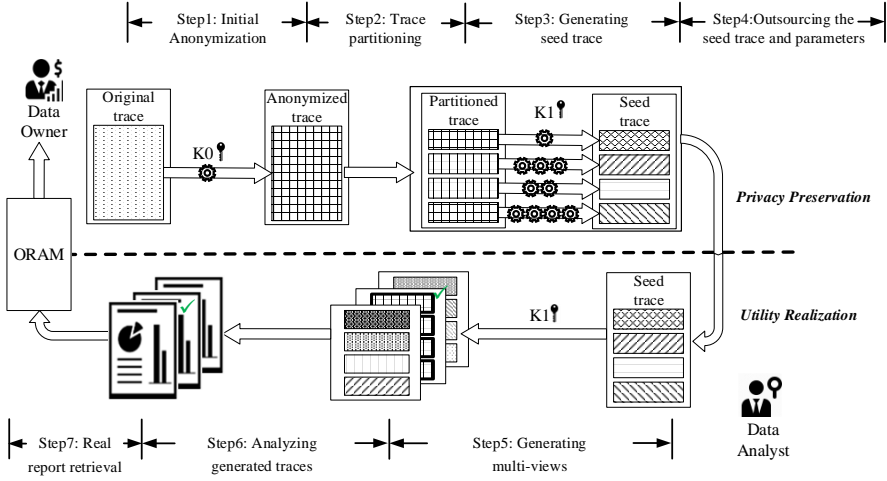 Step1: Initial
Anonymization
Step2: Trace
partitioning
Step3: Generating
seed trace
Step4:Outsourcing the
seed trace and parameters
Data
Owner
Original
trace
K0
Anonymized
trace
Partitioned
trace
K1
Seed
trace
Privacy Preservation
ORAM
Utility Realization
K1
Seed
trace
Data
Analyst
Step7: Real
report retrieval
Step6: Analyzing
generated traces
Step5: Generating
multi-views